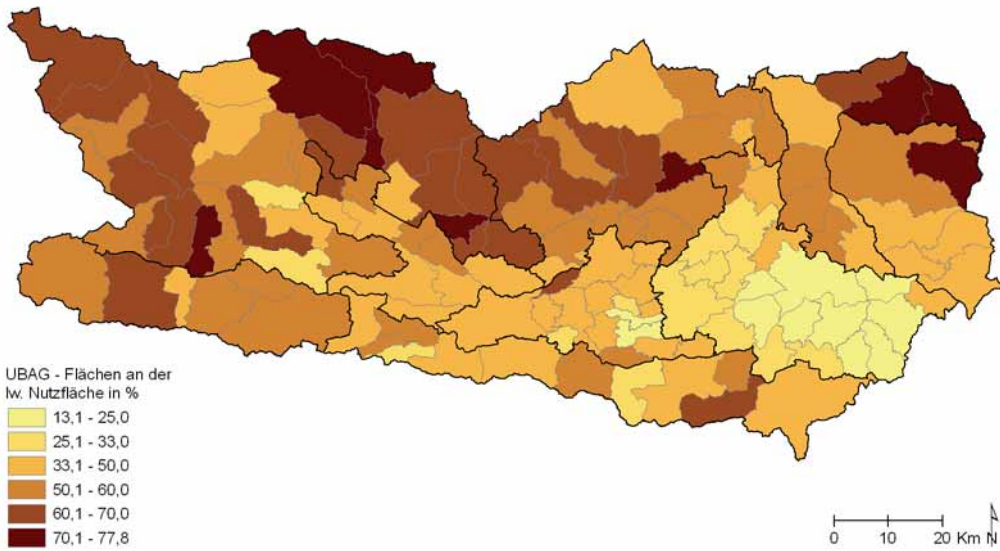 UBAG - Flächen an der
lw. Nutzfläche in %
13,1 - 25,0
25,1 - 33,0
33,1 - 50,0
50,1 - 60,0
60,1 - 70,0
70,1 - 77,8
0 10 20 Km N